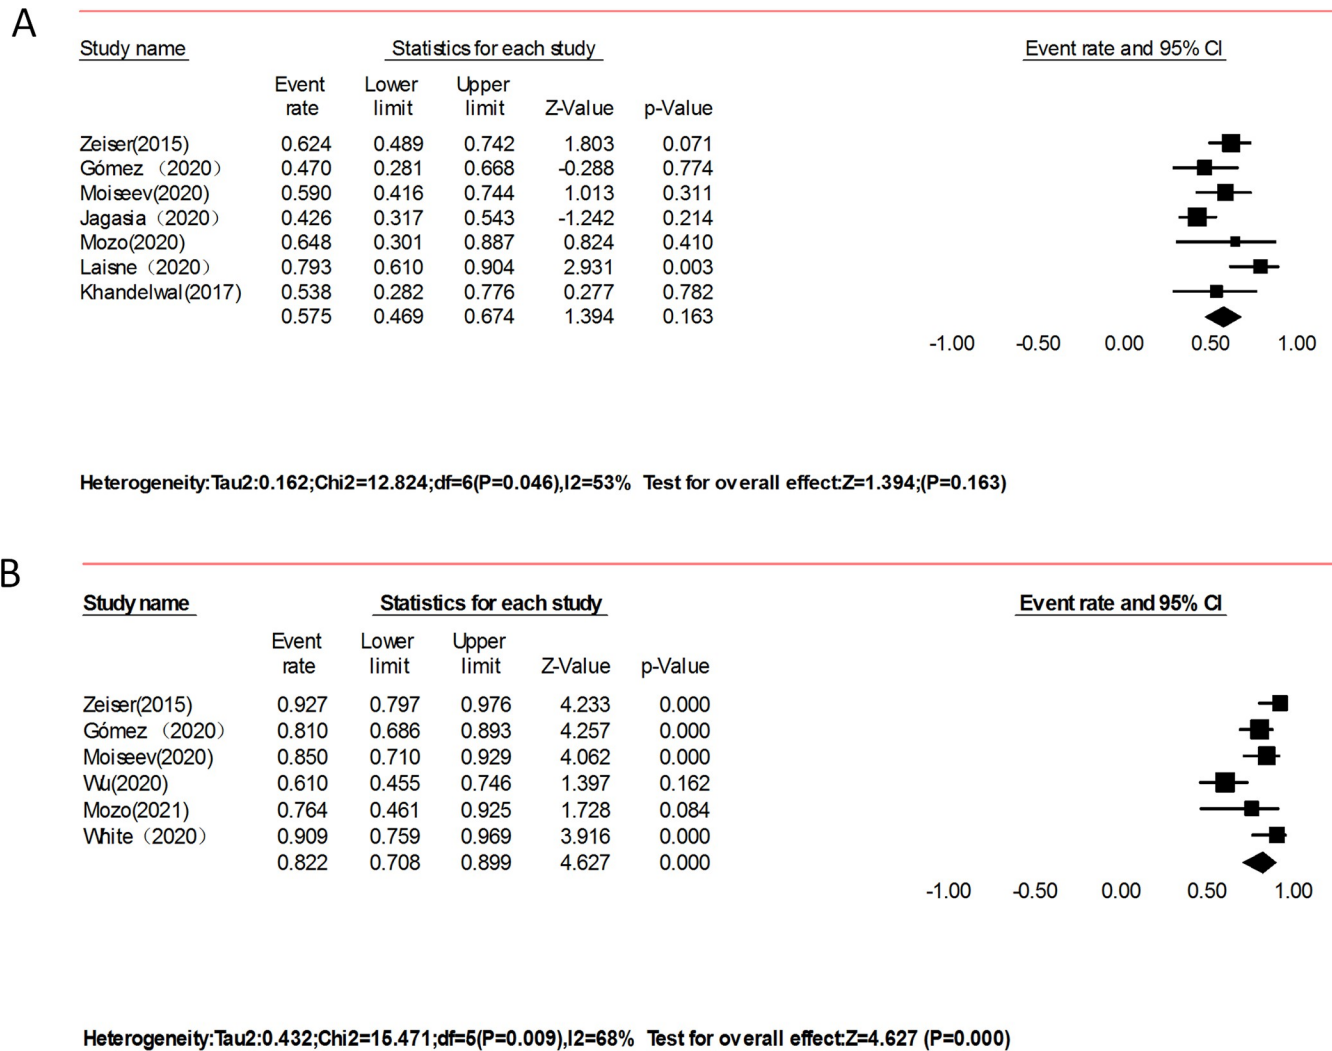 A
Study name Statistics for each study Event rate and 95% CI
Event Lower Upper
rate limit limit Z-Value p-Value
Zeiser(2015) 0.624 0.489 0.742 1.803 0.071
Gómez（2020） 0.470 0.281 0.668 -0.288 0.774
Moiseev(2020) 0.590 0.416 0.744 1.013 0.311
Jagasia（2020） 0.426 0.317 0.543 -1.242 0.214
Mozo(2020) 0.648 0.301 0.887 0.824 0.410
Laisne（2020） 0.793 0.610 0.904 2.931 0.003
Khandelwal(2017) 0.538 0.282 0.776 0.277 0.782
0.575 0.469 0.674 1.394 0.163
-1.00 -0.50 0.00 0.50 1.00
Heterogeneity:Tau2:0.162;Chi2=12.824;df=6(P=0.046),I2=53% Test for overall effect:Z=1.394;(P=0.163)
B
Study name Statistics for each study Event rate and 95% CI
Event Lower Upper
rate limit limit Z-Value p-Value
Zeiser(2015) 0.927 0.797 0.976 4.233 0.000
Gómez（2020） 0.810 0.686 0.893 4.257 0.000
Moiseev(2020) 0.850 0.710 0.929 4.062 0.000
Wu(2020) 0.610 0.455 0.746 1.397 0.162
Mozo(2021) 0.764 0.461 0.925 1.728 0.084
White（2020） 0.909 0.759 0.969 3.916 0.000
0.822 0.708 0.899 4.627 0.000
-1.00 -0.50 0.00 0.50 1.00
Heterogeneity:Tau2:0.432;Chi2=15.471;df=5(P=0.009),I2=68% Test for overall effect:Z=4.627 (P=0.000)